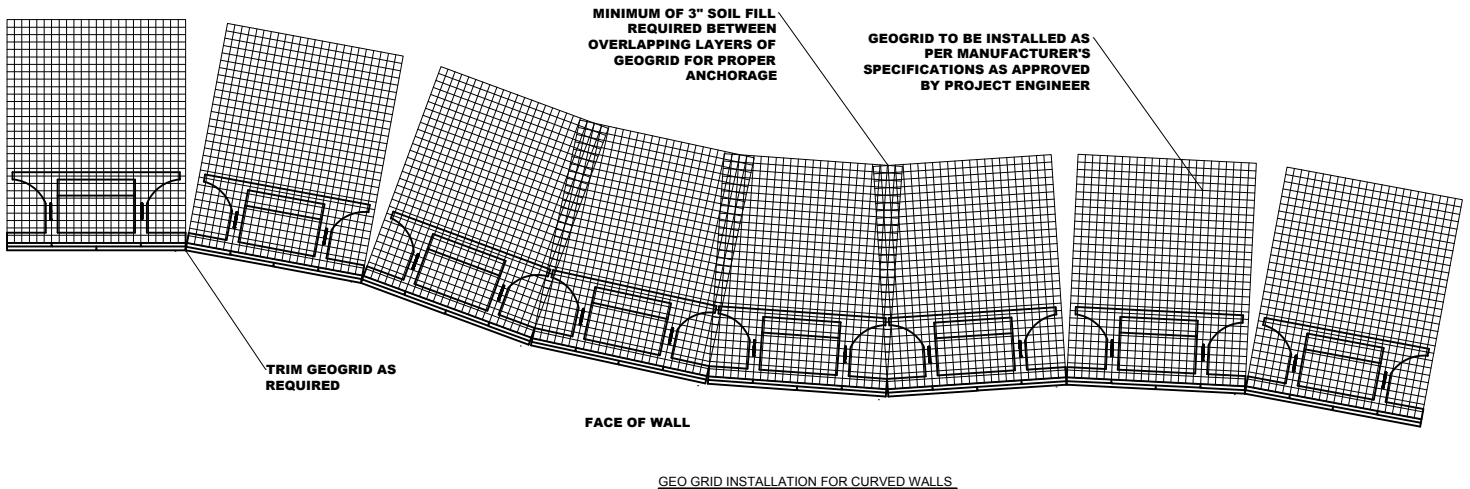 MINIMUM OF 3" SOIL FILL
REQUIRED BETWEEN
OVERLAPPING LAYERS OF
GEOGRID FOR PROPER
ANCHORAGE
GEOGRID TO BE INSTALLED AS
PER MANUFACTURER'S
SPECIFICATIONS AS APPROVED
BY PROJECT ENGINEER
TRIM GEOGRID AS
REQUIRED
FACE OF WALL
GEO GRID INSTALLATION FOR CURVED WALLS